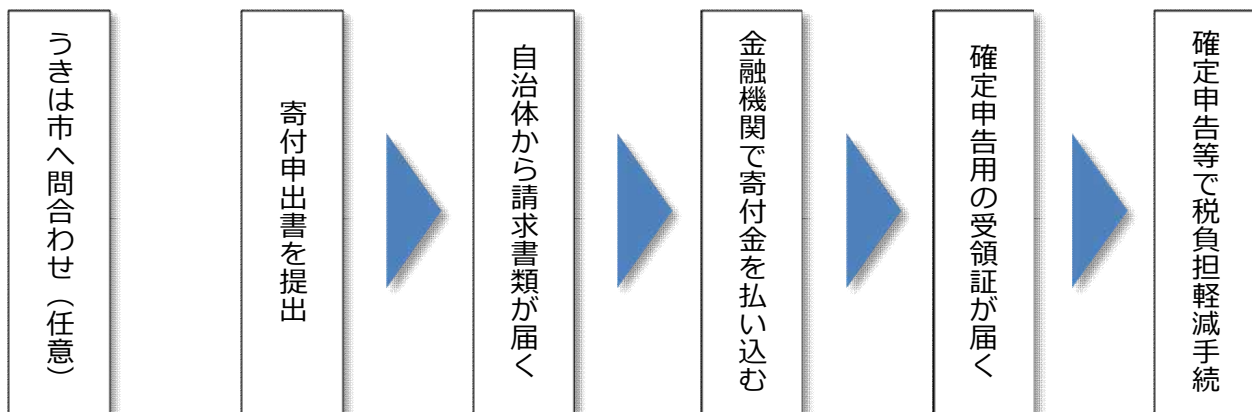 うきは市へ問合わせ（任意）
寄付申出書を提出
自治体から請求書類が届く
金融機関で寄付金を払い込む
確定申告用の受領証が届く
確定申告等で税負担軽減手続